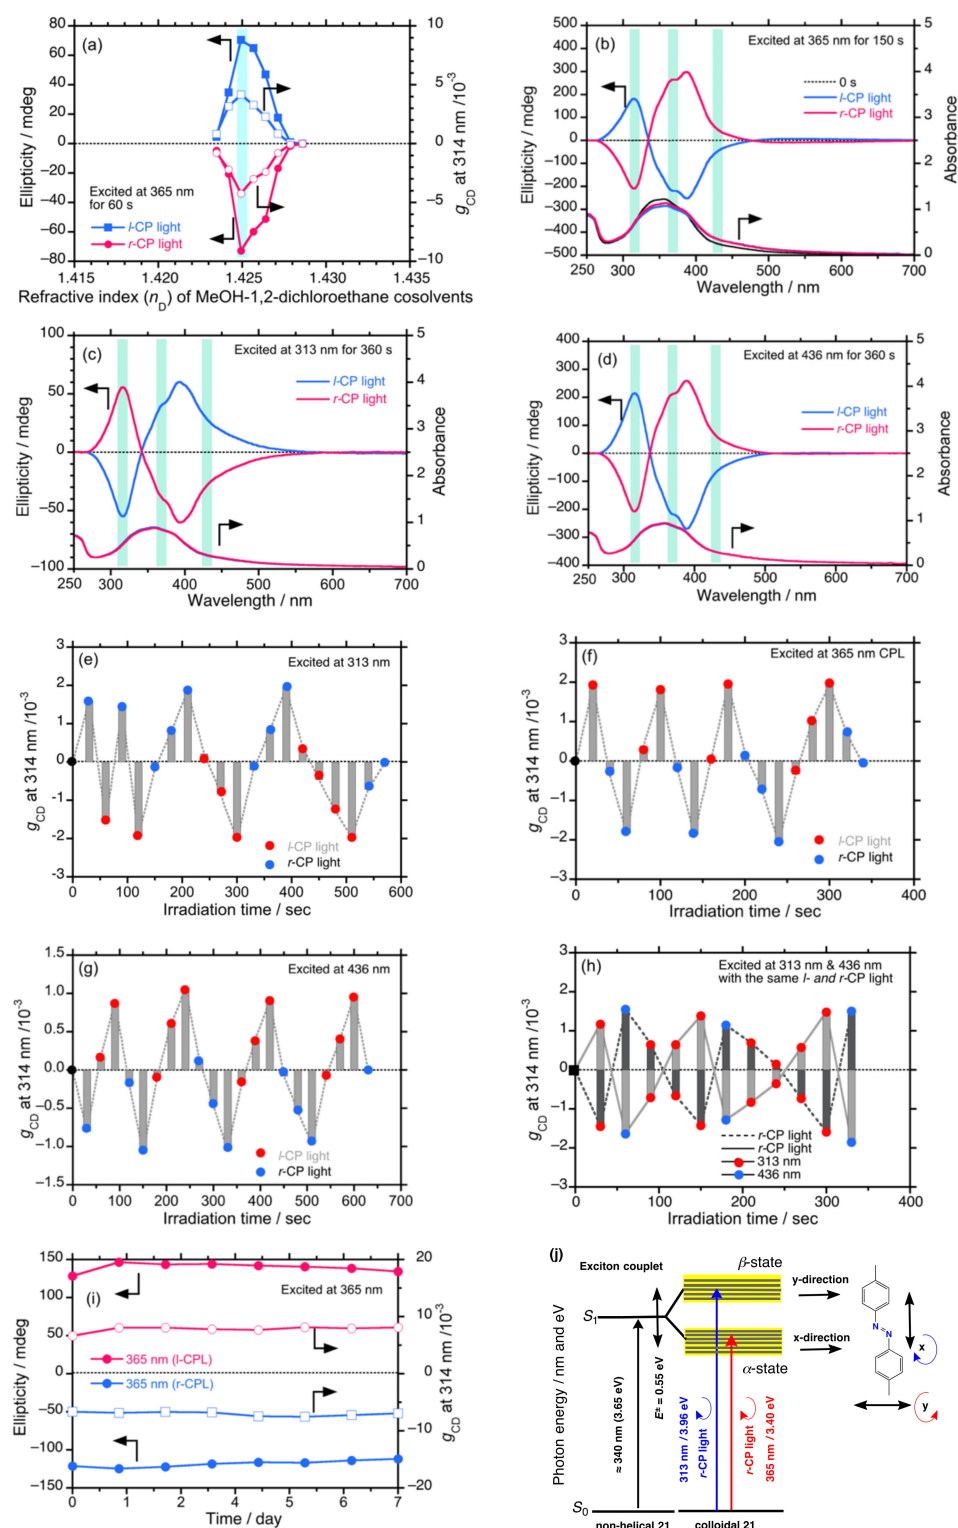 (a)
80
60
40
20
0
−20
−40
−60
−80
Ellipticity / mdeg
10
5
0
−5
−10
gCD at 314 nm /10⁻³
Excited at 365 nm
for 60 s
l-CP light
r-CP light
1.415 1.420 1.425 1.430 1.435
Refractive index (nD) of MeOH-1,2-dichloroethane cosolvents
(b)
Excited at 365 nm for 150 s
0 s
l-CP light
r-CP light
500
400
300
200
100
0
−100
−200
−300
−400
−500
Ellipticity / mdeg
5
4
3
2
1
0
Absorbance
250 300 400 500 600 700
Wavelength / nm
(c)
Excited at 313 nm for 360 s
l-CP light
r-CP light
100
50
0
−50
−100
Ellipticity / mdeg
5
4
3
2
1
0
Absorbance
250 300 400 500 600 700
Wavelength / nm
(d)
Excited at 436 nm for 360 s
l-CP light
r-CP light
400
300
200
100
0
−100
−200
−300
−400
Ellipticity / mdeg
5
4
3
2
1
0
Absorbance
250 300 400 500 600 700
Wavelength / nm
(e)
Excited at 313 nm
3
2
1
0
−1
−2
−3
gCD at 314 nm /10⁻³
l-CP light
r-CP light
0 100 200 300 400 500 600
Irradiation time / sec
(f)
Excited at 365 nm CPL
3
2
1
0
−1
−2
−3
gCD at 314 nm /10⁻³
l-CP light
r-CP light
0 100 200 300 400
Irradiation time / sec
(g)
Excited at 436 nm
1.5
1.0
0.5
0.0
−0.5
−1.0
−1.5
gCD at 314 nm /10⁻³
l-CP light
r-CP light
0 100 200 300 400 500 600 700
Irradiation time / sec
(h)
Excited at 313 nm & 436 nm
with the same l- and r-CP light
3
2
1
0
−1
−2
−3
gCD at 314 nm /10⁻³
r-CP light
r-CP light
313 nm
436 nm
0 100 200 300 400
Irradiation time / sec
(i)
Excited at 365 nm
150
100
50
0
−50
−100
−150
Ellipticity / mdeg
20
10
0
−10
−20
gCD at 314 nm /10⁻³
365 nm (l-CPL)
365 nm (r-CPL)
0 1 2 3 4 5 6 7
Time / day
(j)
Exciton couplet
β-state
y-direction
S1
x-direction
α-state
Photon energy / nm and eV
≈ 340 nm (3.65 eV)
E± = 0.55 eV
313 nm / 3.96 eV
r-CP light
r-CP light
365 nm / 3.40 eV
N
N
x
y
S0
non-helical 21 colloidal 21